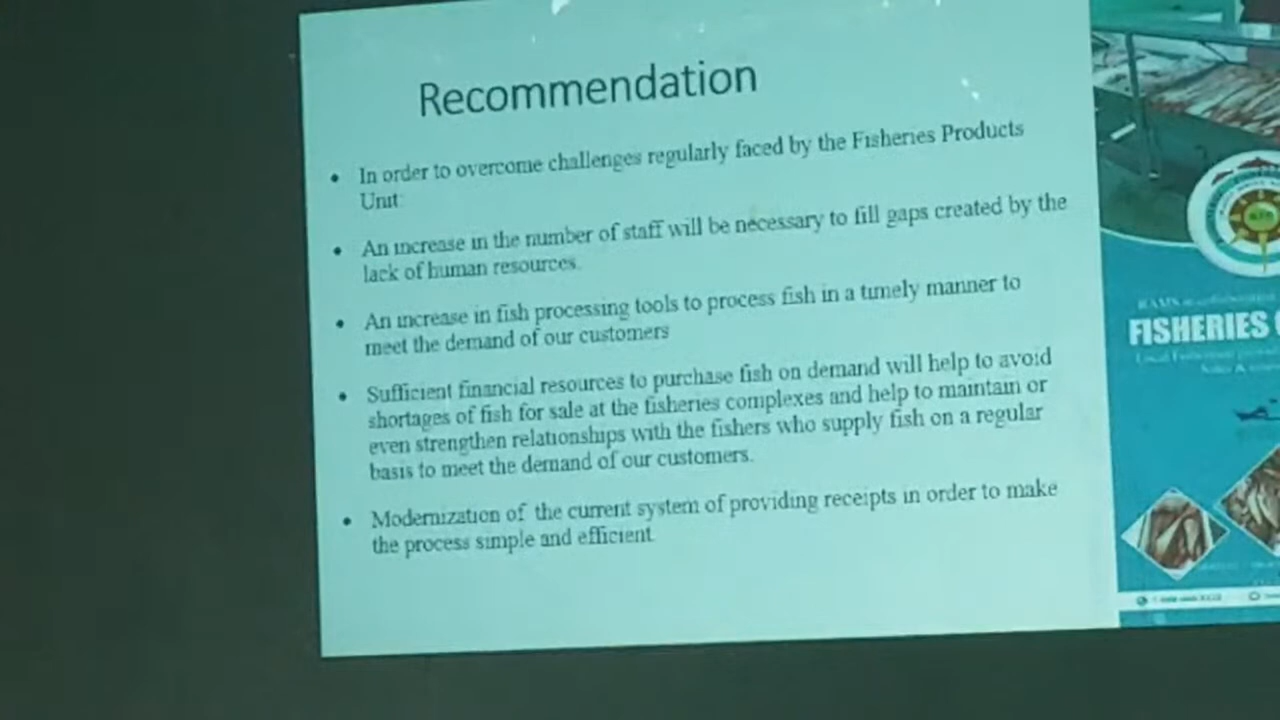 Recommendation
• In order to overcome challenges regularly faced by the Fisheries Products
Unit:
• An increase in the number of staff will be necessary to fill gaps created by the
lack of human resources.
• An increase in fish processing tools to process fish in a timely manner to
meet the demand of our customers
• Sufficient financial resources to purchase fish on demand will help to avoid
shortages of fish for sale at the fisheries complexes and help to maintain or
even strengthen relationships with the fishers who supply fish on a regular
basis to meet the demand of our customers.
• Modernization of the current system of providing receipts in order to make
the process simple and efficient.
FISHERIES